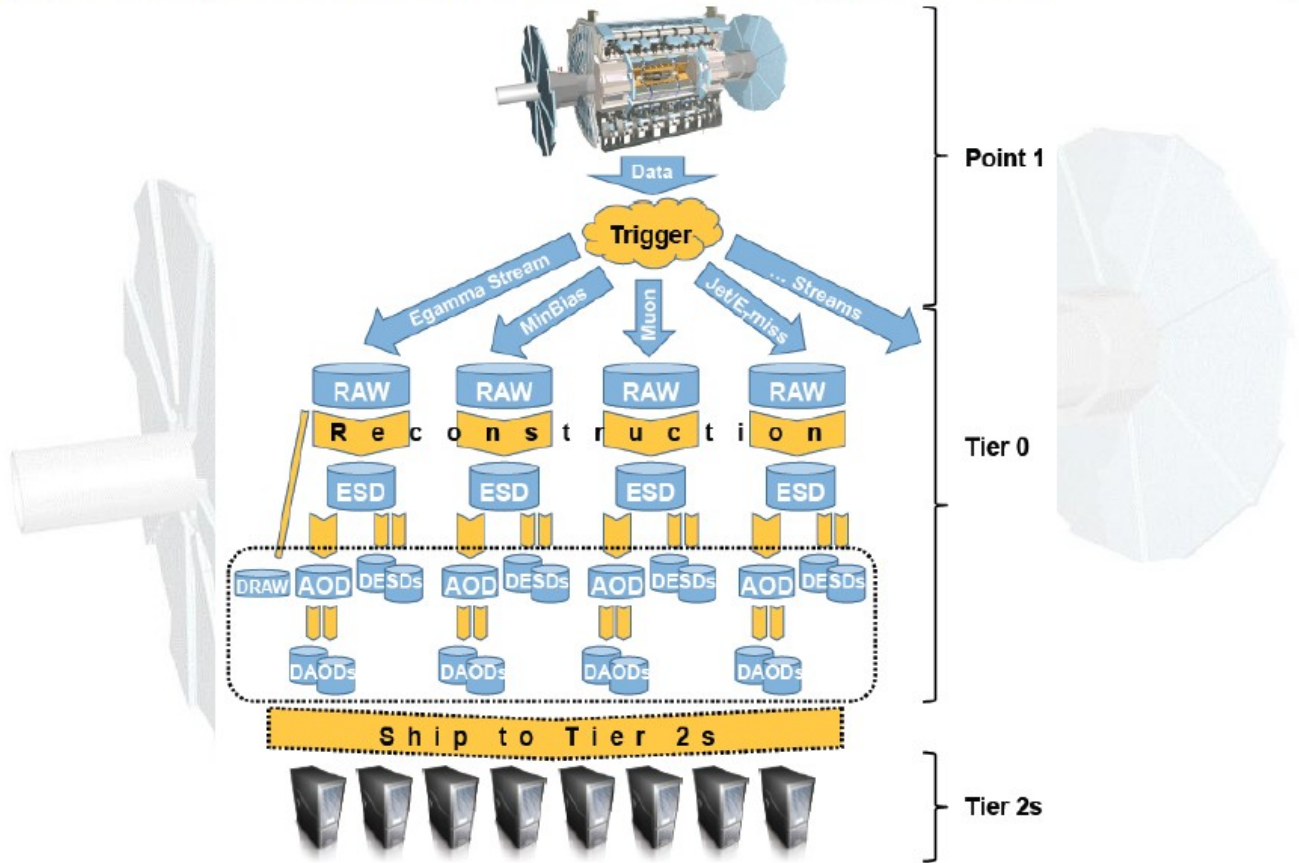 Point 1
Data
Trigger
Egamma Stream
MinBias
Muon
Jet/E_Tmiss
... Streams
RAW RAW RAW RAW
Reconstruction
Tier 0
ESD ESD ESD ESD
DRAW AOD DESDs AOD DESDs AOD DESDs AOD DESDs
DAODs DAODs DAODs DAODs
Ship to Tier 2s
Tier 2s